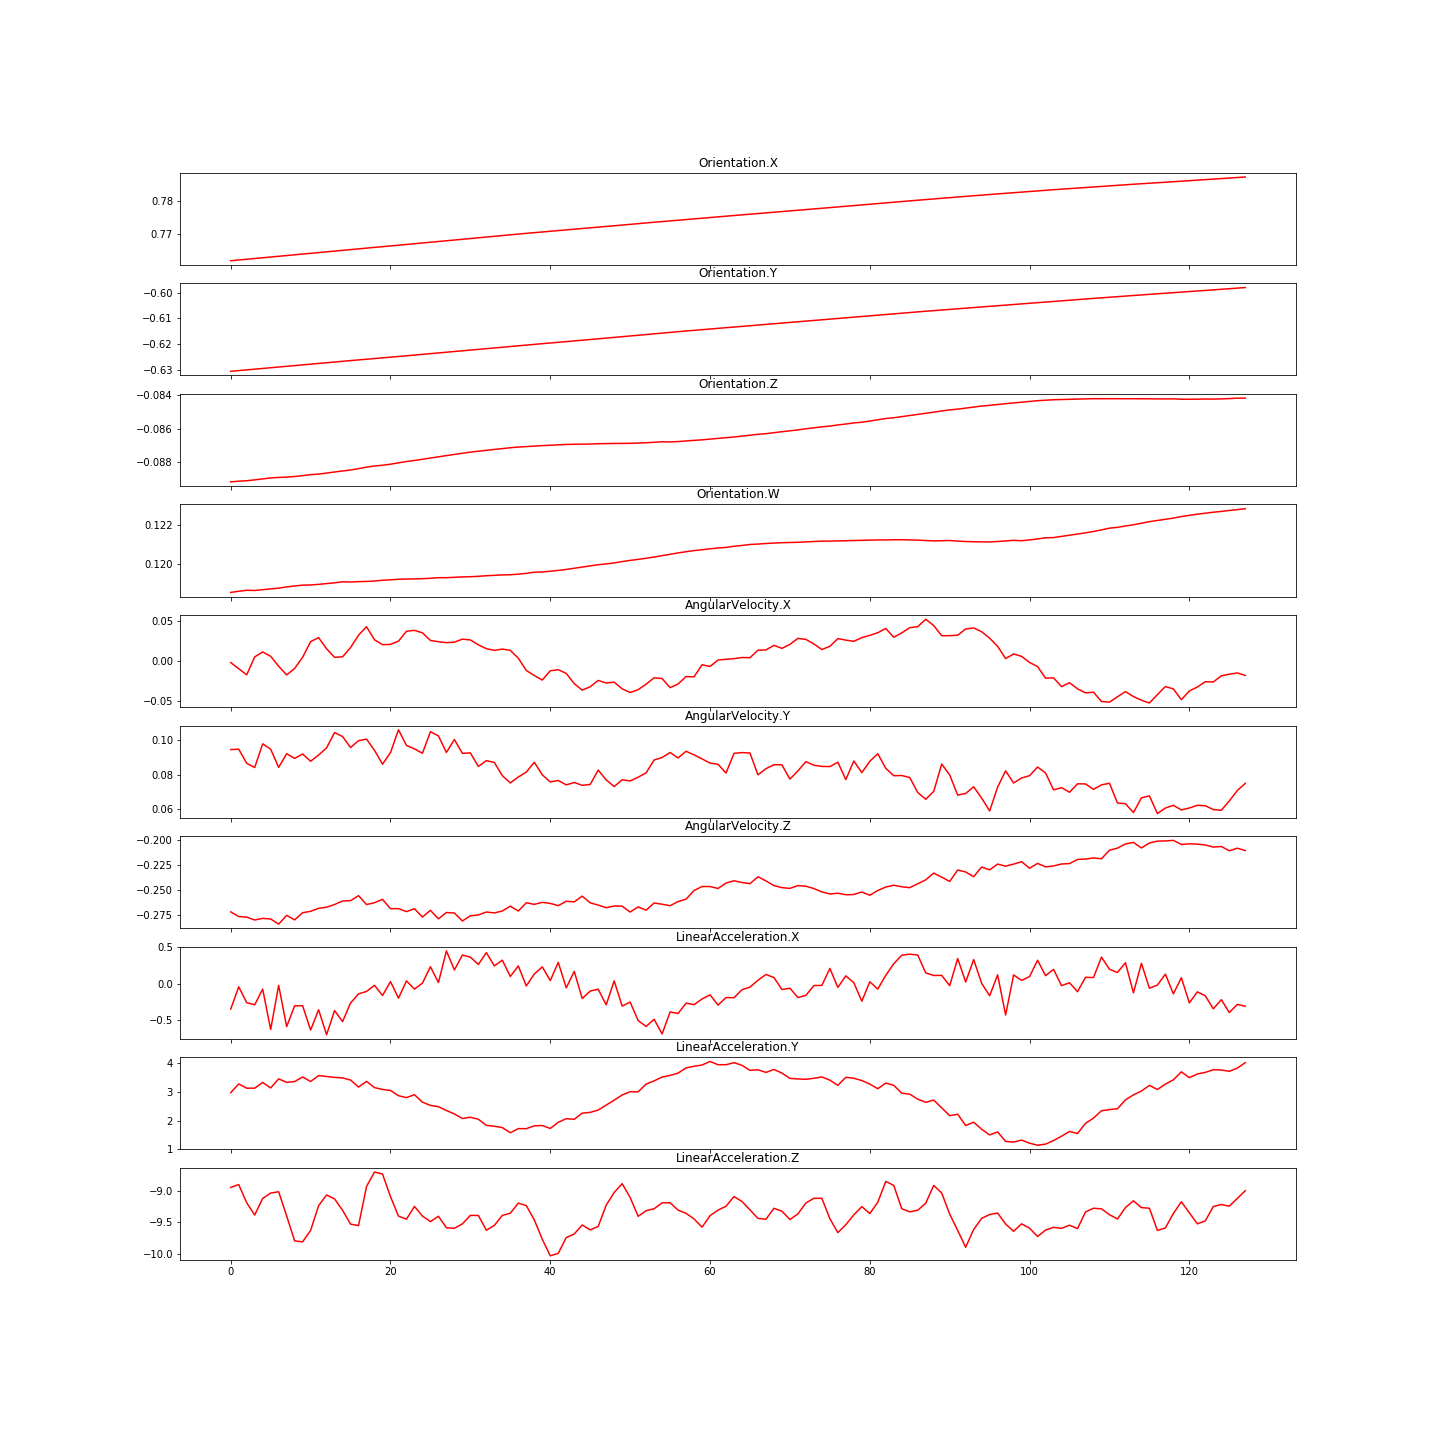 Orientation.X
0.78
0.77
Orientation.Y
−0.60
−0.61
−0.62
−0.63
Orientation.Z
−0.084
−0.086
−0.088
Orientation.W
0.122
0.120
AngularVelocity.X
0.05
0.00
−0.05
AngularVelocity.Y
0.10
0.08
0.06
AngularVelocity.Z
−0.200
−0.225
−0.250
−0.275
LinearAcceleration.X
0.5
0.0
−0.5
LinearAcceleration.Y
4
3
2
1
LinearAcceleration.Z
−9.0
−9.5
−10.0
0 20 40 60 80 100 120